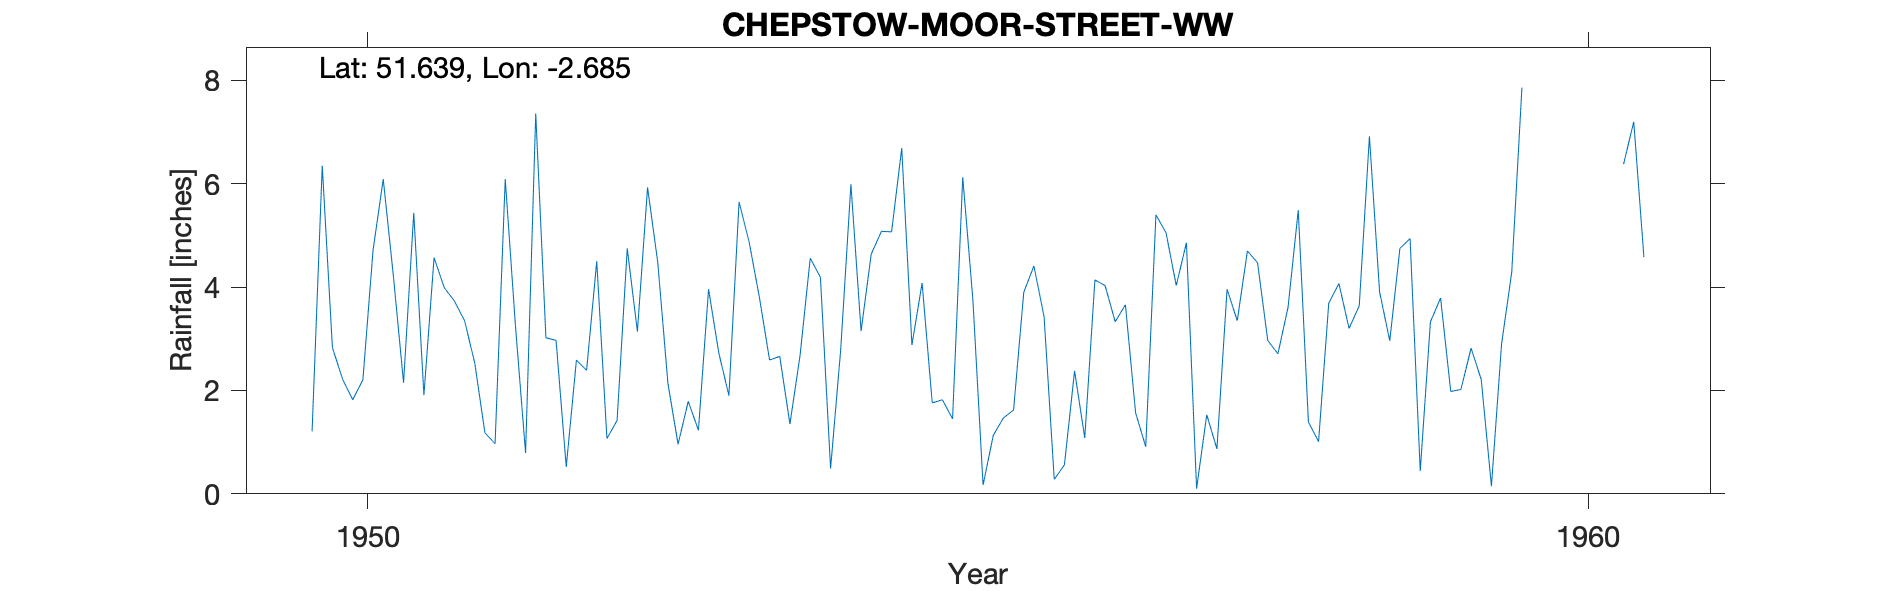 CHEPSTOW-MOOR-STREET-WW
Lat: 51.639, Lon: -2.685
8
6
4
2
0
Rainfall [inches]
1950
1960
Year